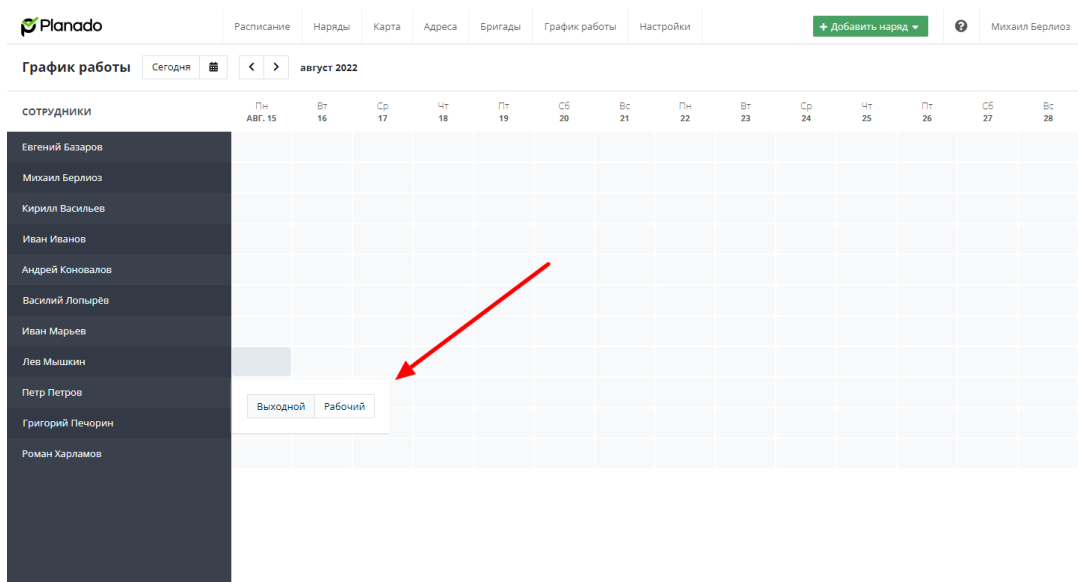 Planado Расписание Наряды Карта Адреса Бригады График работы Настройки + Добавить наряд Михаил Берлиоз
График работы Сегодня август 2022
СОТРУДНИКИ Пн Вт Ср Чт Пт Сб Вс Пн Вт Ср Чт Пт Сб Вс
АВГ. 15 16 17 18 19 20 21 22 23 24 25 26 27 28
Евгений Базаров
Михаил Берлиоз
Кирилл Васильев
Иван Иванов
Андрей Коновалов
Василий Лопырёв
Иван Марьев
Лев Мышкин
Петр Петров
Выходной Рабочий
Григорий Печорин
Роман Харламов